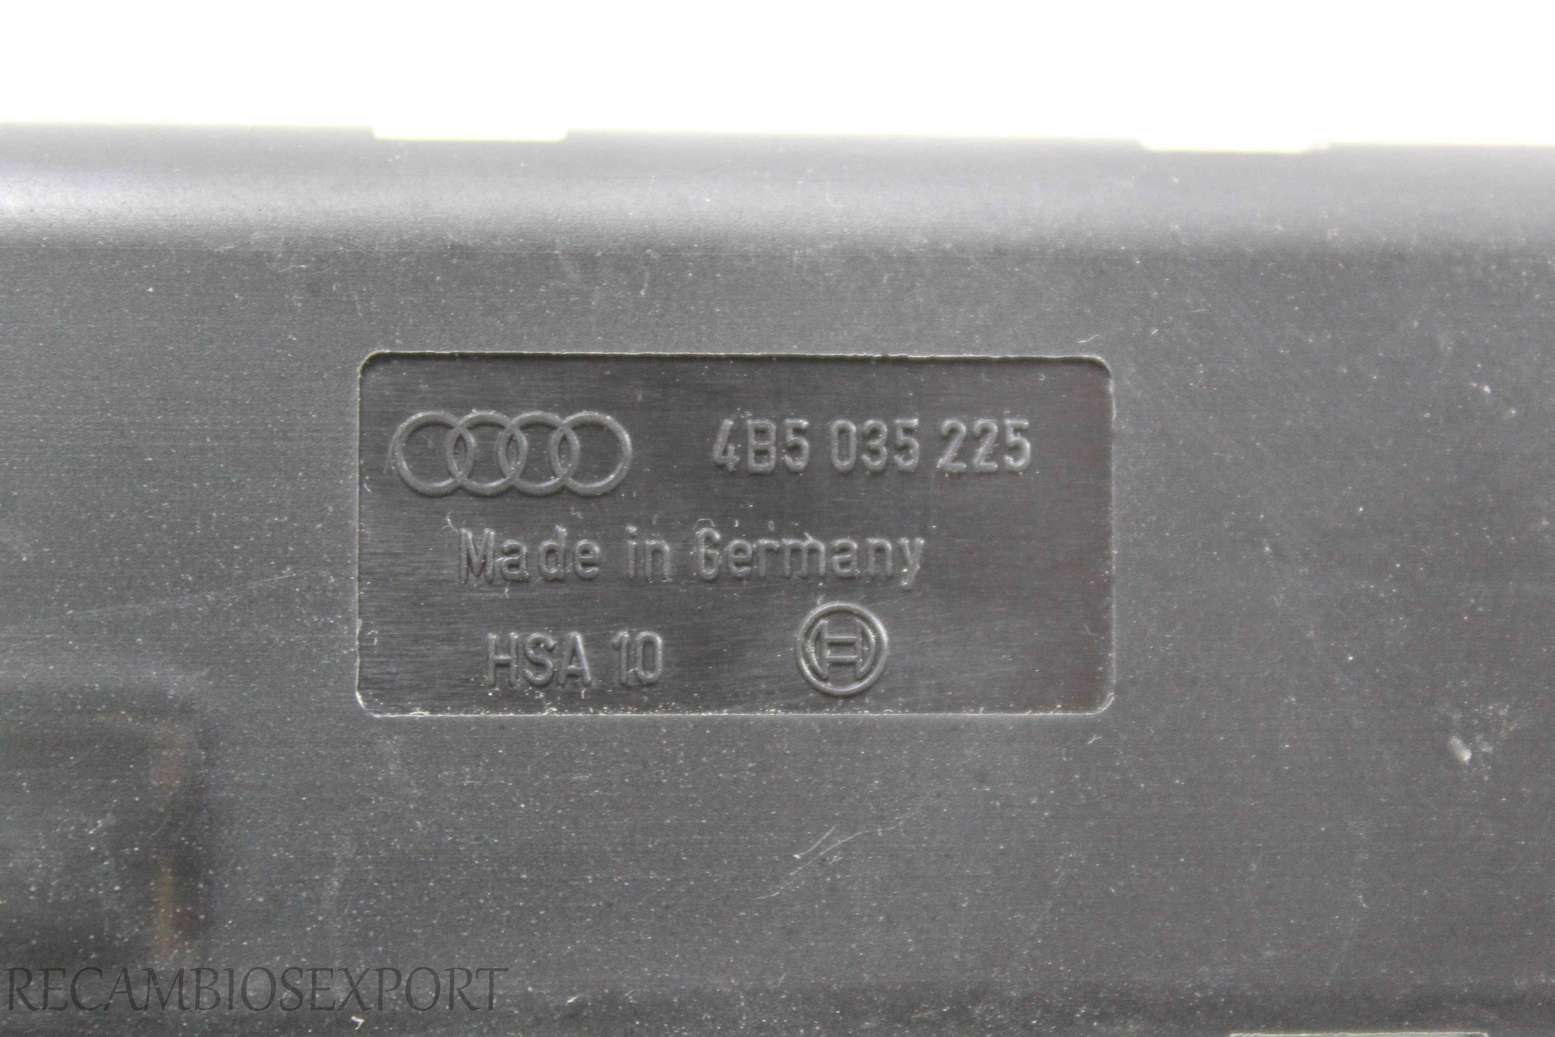 4B5 035 225
Made in Germany
HSA 10
RECAMBIOSEXPORT